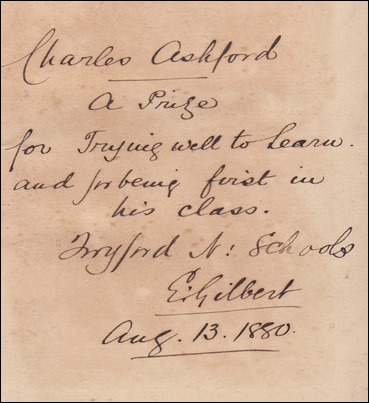 Charles Ashford
A Prize
for Trying well to Learn.
and for being first in
his class.
Twyford N: Schools
E: Gilbert
Aug. 13. 1880.